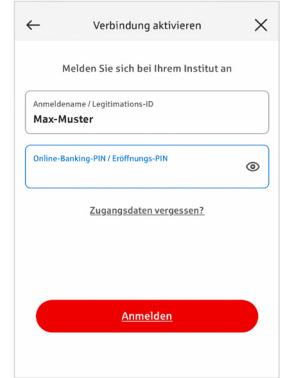 Verbindung aktivieren
Melden Sie sich bei Ihrem Institut an
Anmeldename / Legitimations-ID
Max-Muster
Online-Banking-PIN / Eröffnungs-PIN
Zugangsdaten vergessen?
Anmelden